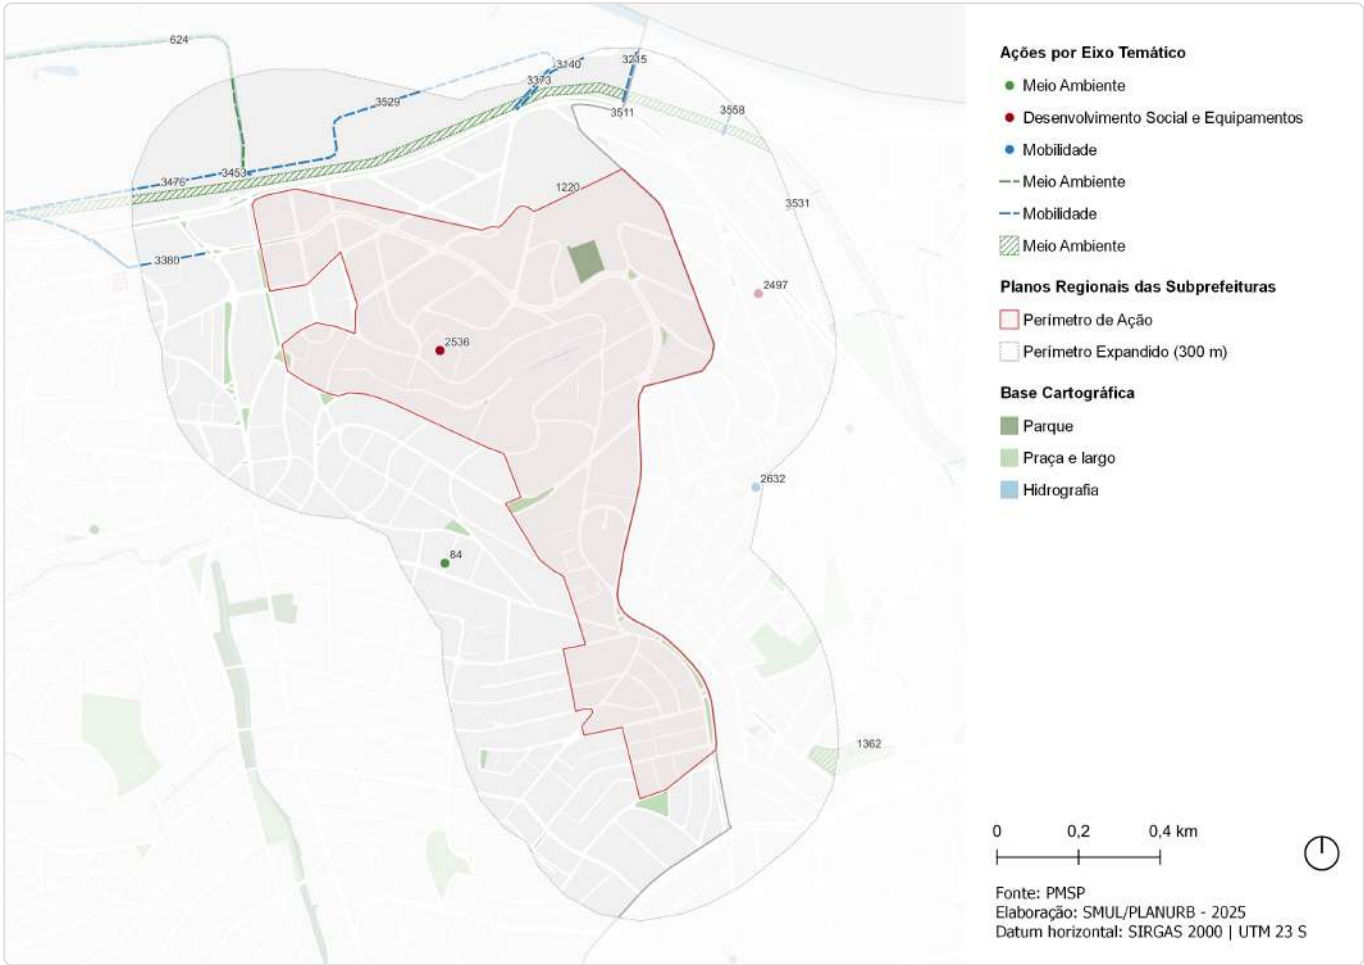 624
3140
3215
3373
3529
3511
3558
3453
3476
1220
3531
3380
2497
2536
2632
84
1362
Ações por Eixo Temático
Meio Ambiente
Desenvolvimento Social e Equipamentos
Mobilidade
Meio Ambiente
Mobilidade
Meio Ambiente
Planos Regionais das Subprefeituras
Perímetro de Ação
Perímetro Expandido (300 m)
Base Cartográfica
Parque
Praça e largo
Hidrografia
0 0,2 0,4 km
Fonte: PMSP
Elaboração: SMUL/PLANURB - 2025
Datum horizontal: SIRGAS 2000 | UTM 23 S